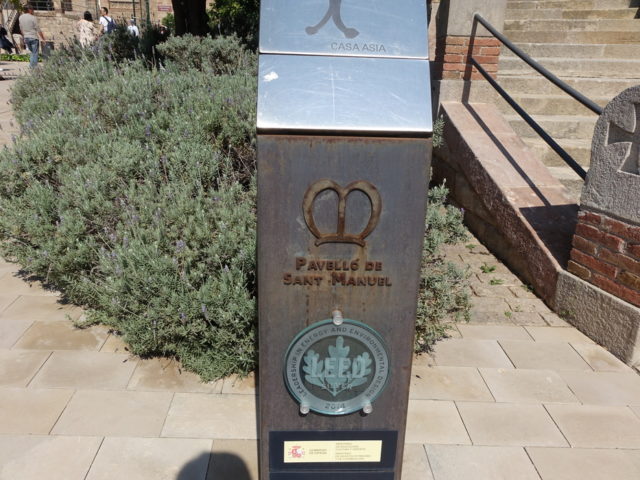 CASA ASIA
PAVELLÓ DE
SANT MANUEL
LEADERSHIP IN ENERGY AND ENVIRONMENTAL DESIGN
LEED
2014